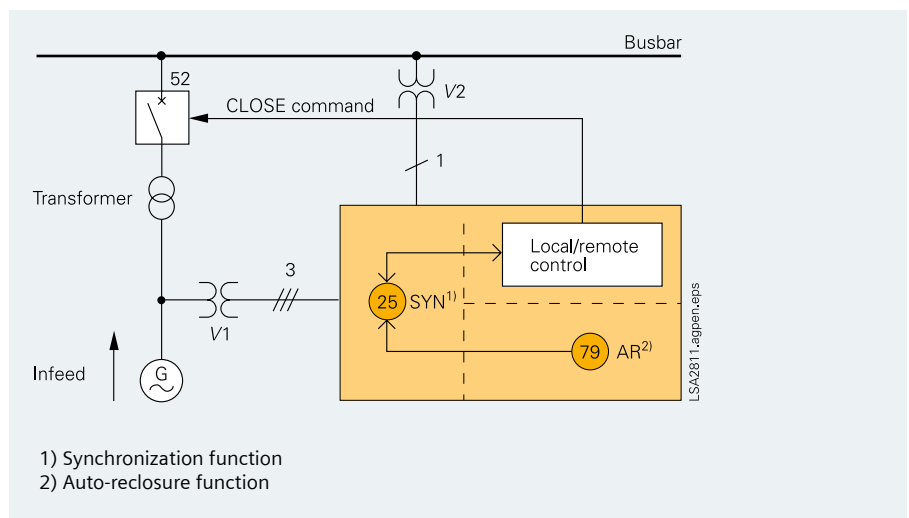 Busbar
52
V2
CLOSE command
1
Transformer
3
Local/remote
control
25 SYN¹⁾
V1
79 AR²⁾
Infeed
G
LSA2811.agpen.eps
1) Synchronization function
2) Auto-reclosure function